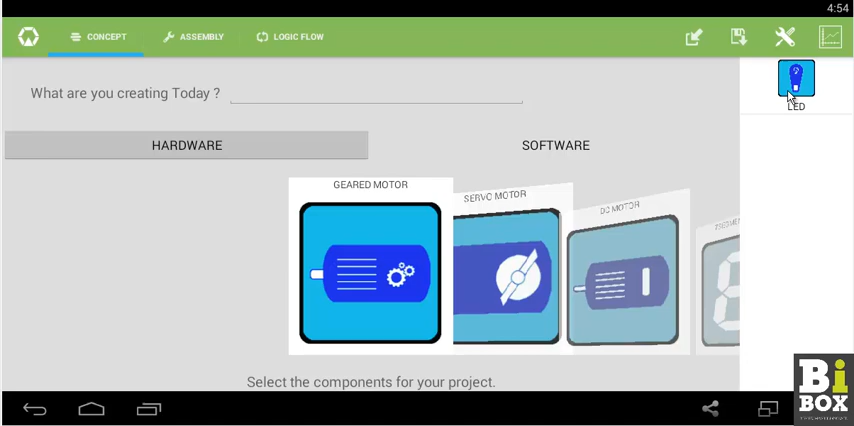 4:54
CONCEPT
ASSEMBLY
LOGIC FLOW
What are you creating Today ?
LED
HARDWARE
SOFTWARE
GEARED MOTOR
SERVO MOTOR
DC MOTOR
Select the components for your project.
Bi
BOX